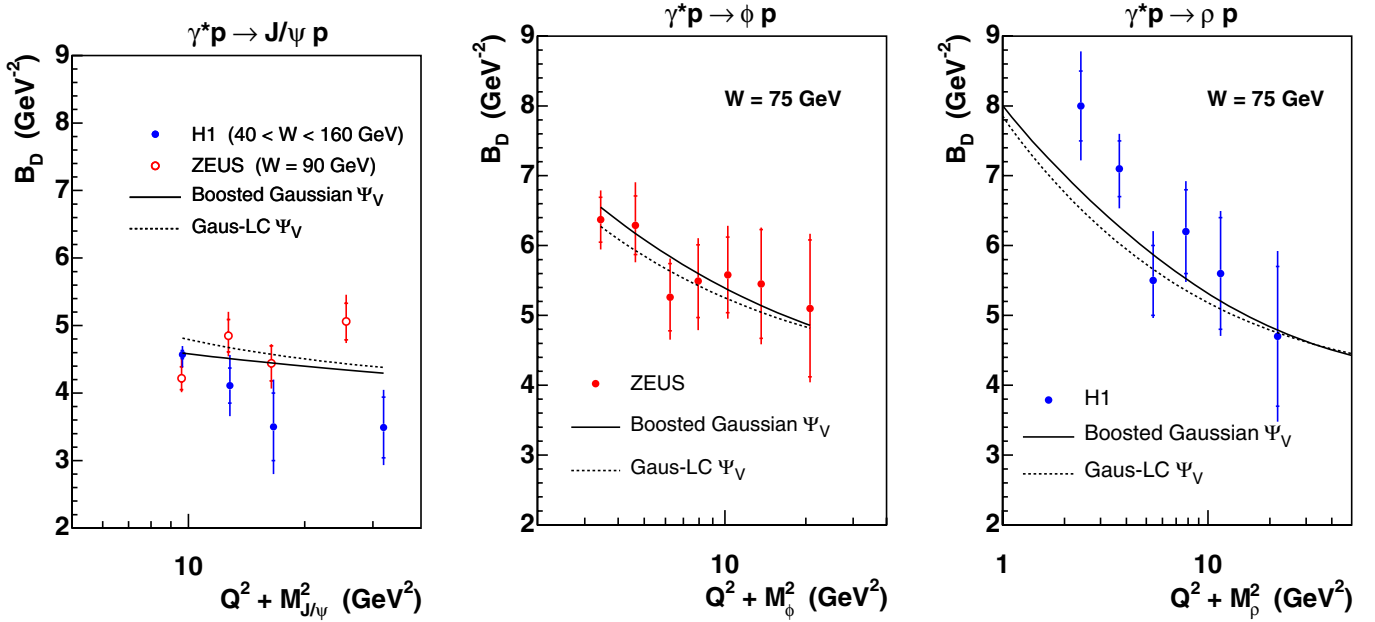 γ*p → J/ψ p
B_D (GeV^-2)
9
8
7
6
5
4
3
2
H1 (40 < W < 160 GeV)
ZEUS (W = 90 GeV)
Boosted Gaussian Ψ_V
Gaus-LC Ψ_V
10
Q^2 + M^2_J/ψ (GeV^2)
γ*p → ϕ p
B_D (GeV^-2)
9
8
7
6
5
4
3
2
W = 75 GeV
ZEUS
Boosted Gaussian Ψ_V
Gaus-LC Ψ_V
10
Q^2 + M^2_ϕ (GeV^2)
γ*p → ρ p
B_D (GeV^-2)
9
8
7
6
5
4
3
2
W = 75 GeV
H1
Boosted Gaussian Ψ_V
Gaus-LC Ψ_V
1 10
Q^2 + M^2_ρ (GeV^2)